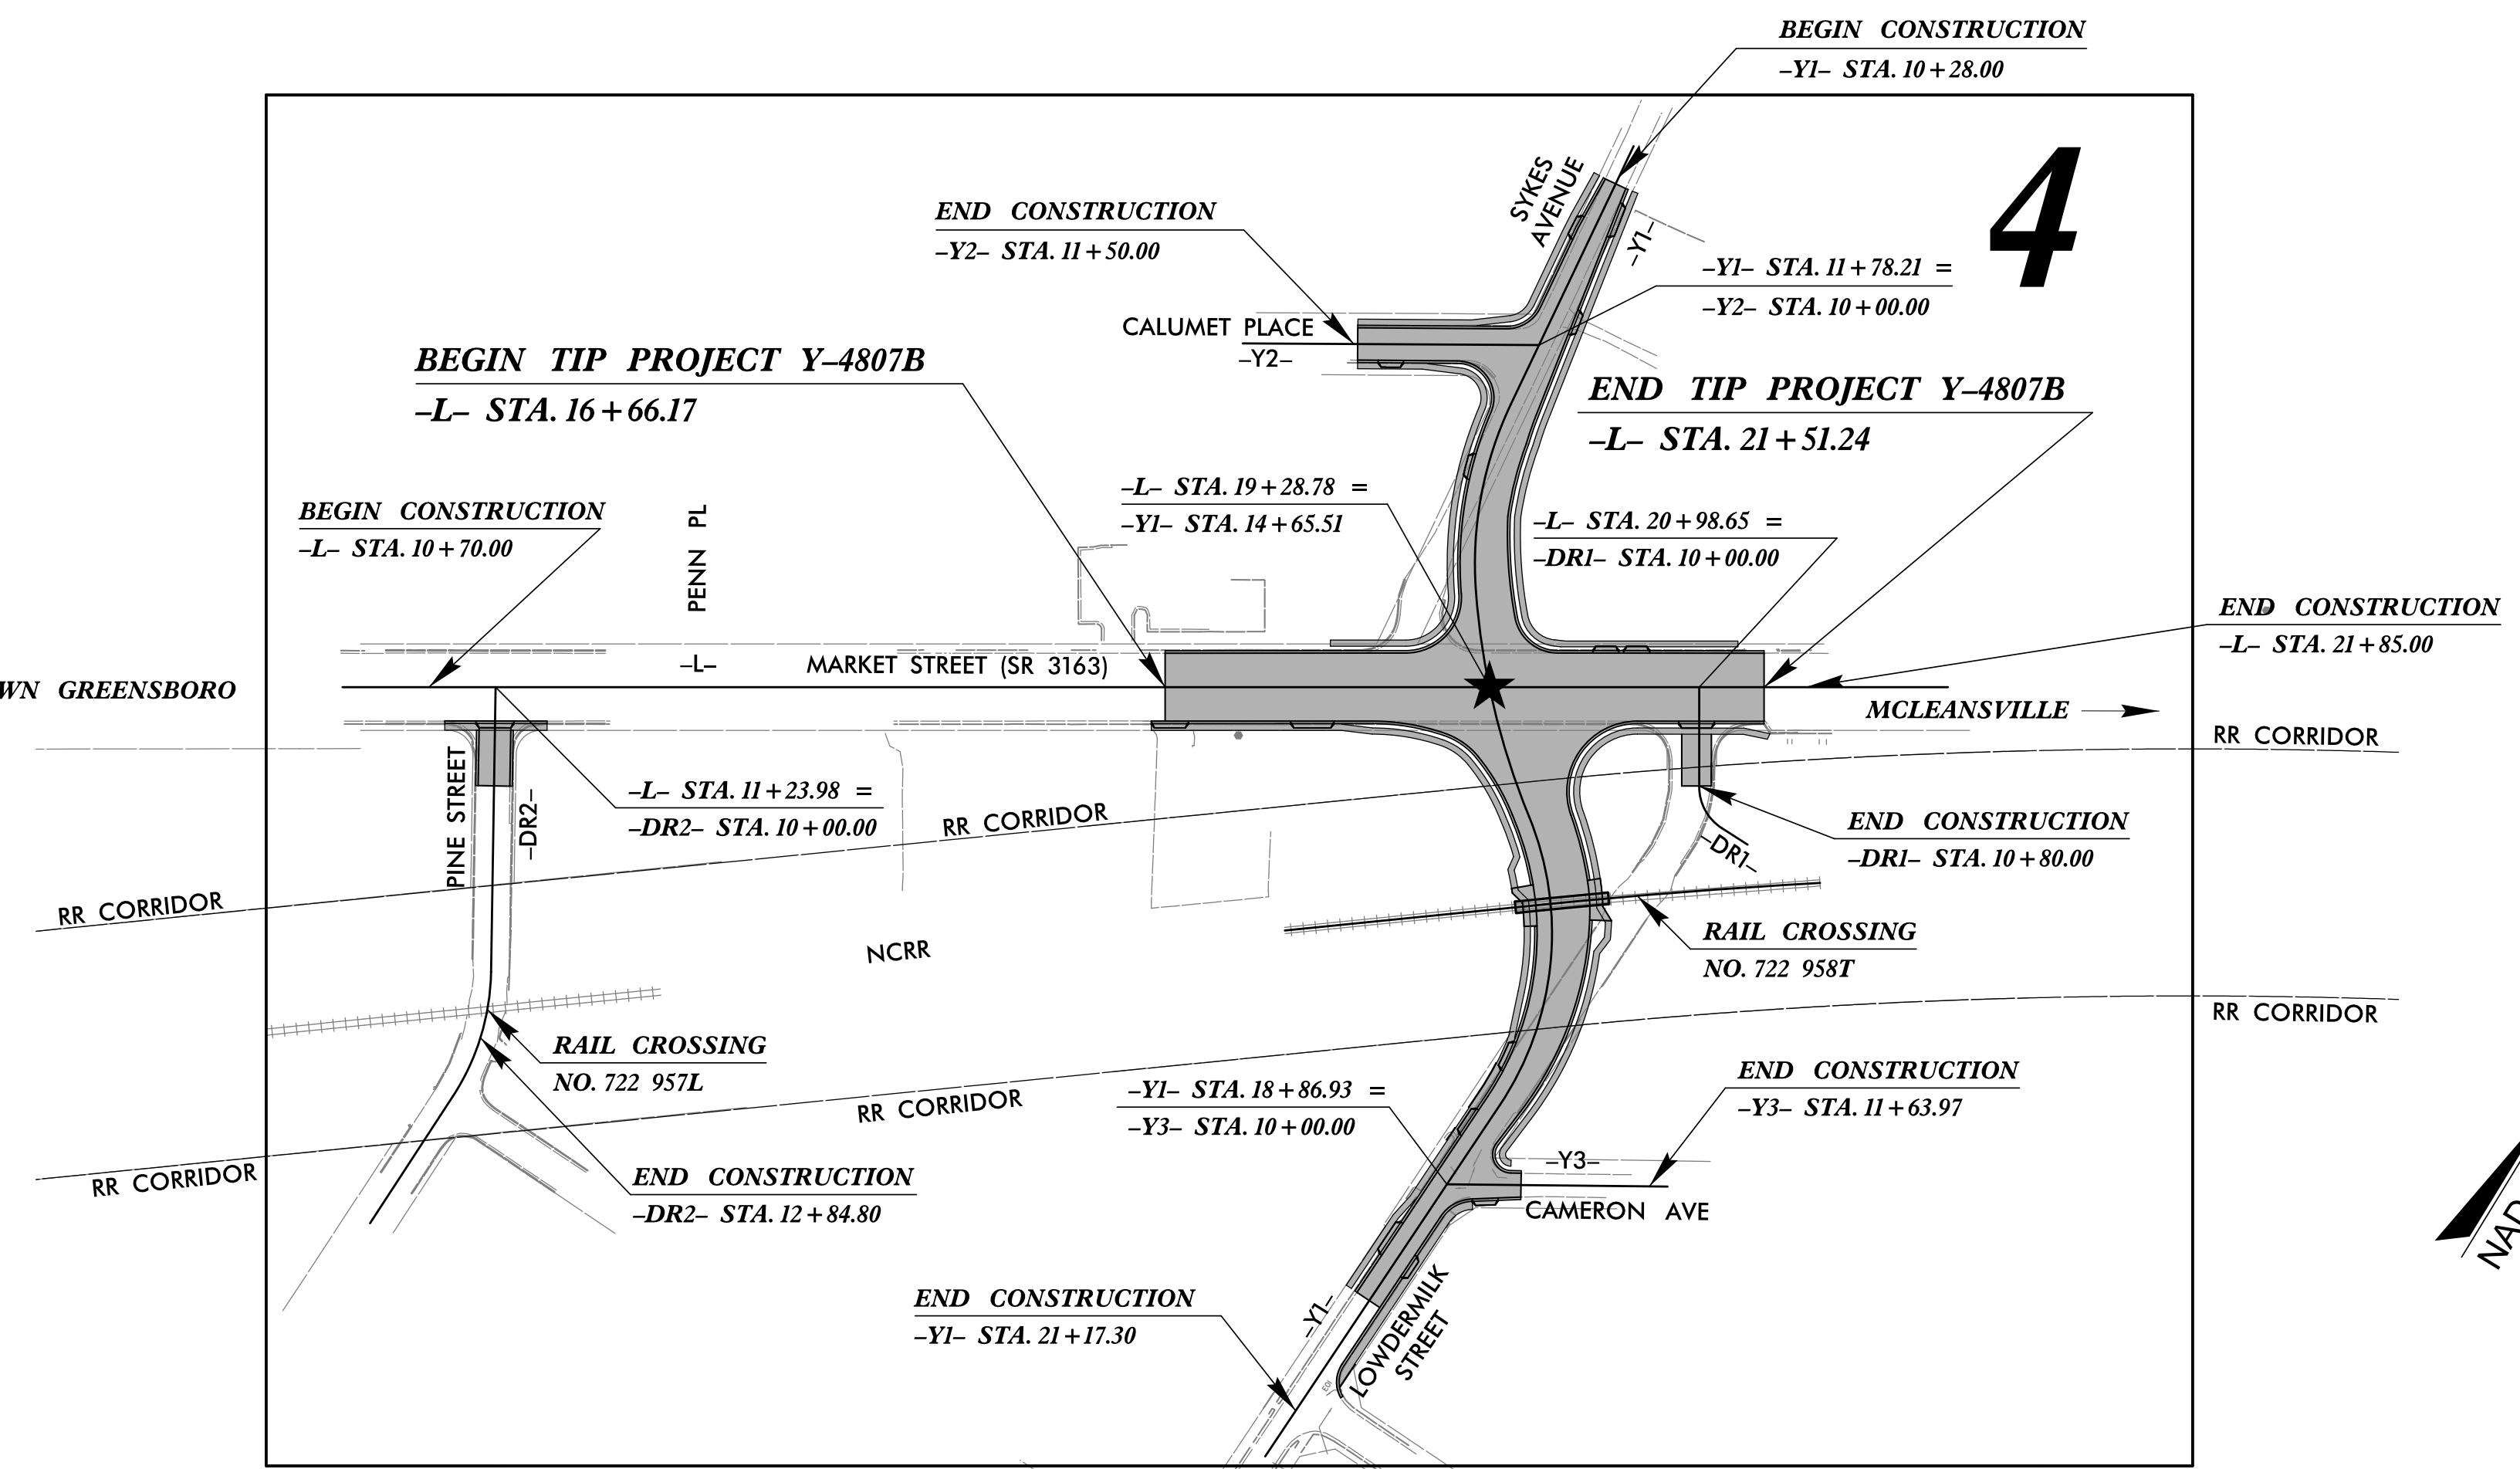 BEGIN CONSTRUCTION
–Y1– STA. 10+28.00
4
SYKES
AVENUE
–Y1–
END CONSTRUCTION
–Y2– STA. 11+50.00
–Y1– STA. 11+78.21 =
–Y2– STA. 10+00.00
CALUMET PLACE
–Y2–
BEGIN TIP PROJECT Y–4807B
–L– STA. 16+66.17
END TIP PROJECT Y–4807B
–L– STA. 21+51.24
–L– STA. 19+28.78 =
–Y1– STA. 14+65.51
BEGIN CONSTRUCTION
–L– STA. 10+70.00
PENN PL
–L– STA. 20+98.65 =
–DR1– STA. 10+00.00
END CONSTRUCTION
–L– STA. 21+85.00
–L–
MARKET STREET (SR 3163)
WN GREENSBORO
MCLEANSVILLE
RR CORRIDOR
PINE STREET
–DR2–
–L– STA. 11+23.98 =
–DR2– STA. 10+00.00
RR CORRIDOR
END CONSTRUCTION
–DR1– STA. 10+80.00
–DR1–
RR CORRIDOR
NCRR
RAIL CROSSING
NO. 722 958T
RR CORRIDOR
RAIL CROSSING
NO. 722 957L
RR CORRIDOR
–Y1– STA. 18+86.93 =
–Y3– STA. 10+00.00
END CONSTRUCTION
–Y3– STA. 11+63.97
–Y3–
CAMERON AVE
RR CORRIDOR
END CONSTRUCTION
–DR2– STA. 12+84.80
NAD
END CONSTRUCTION
–Y1– STA. 21+17.30
–Y1–
LOWDERMILK
STREET